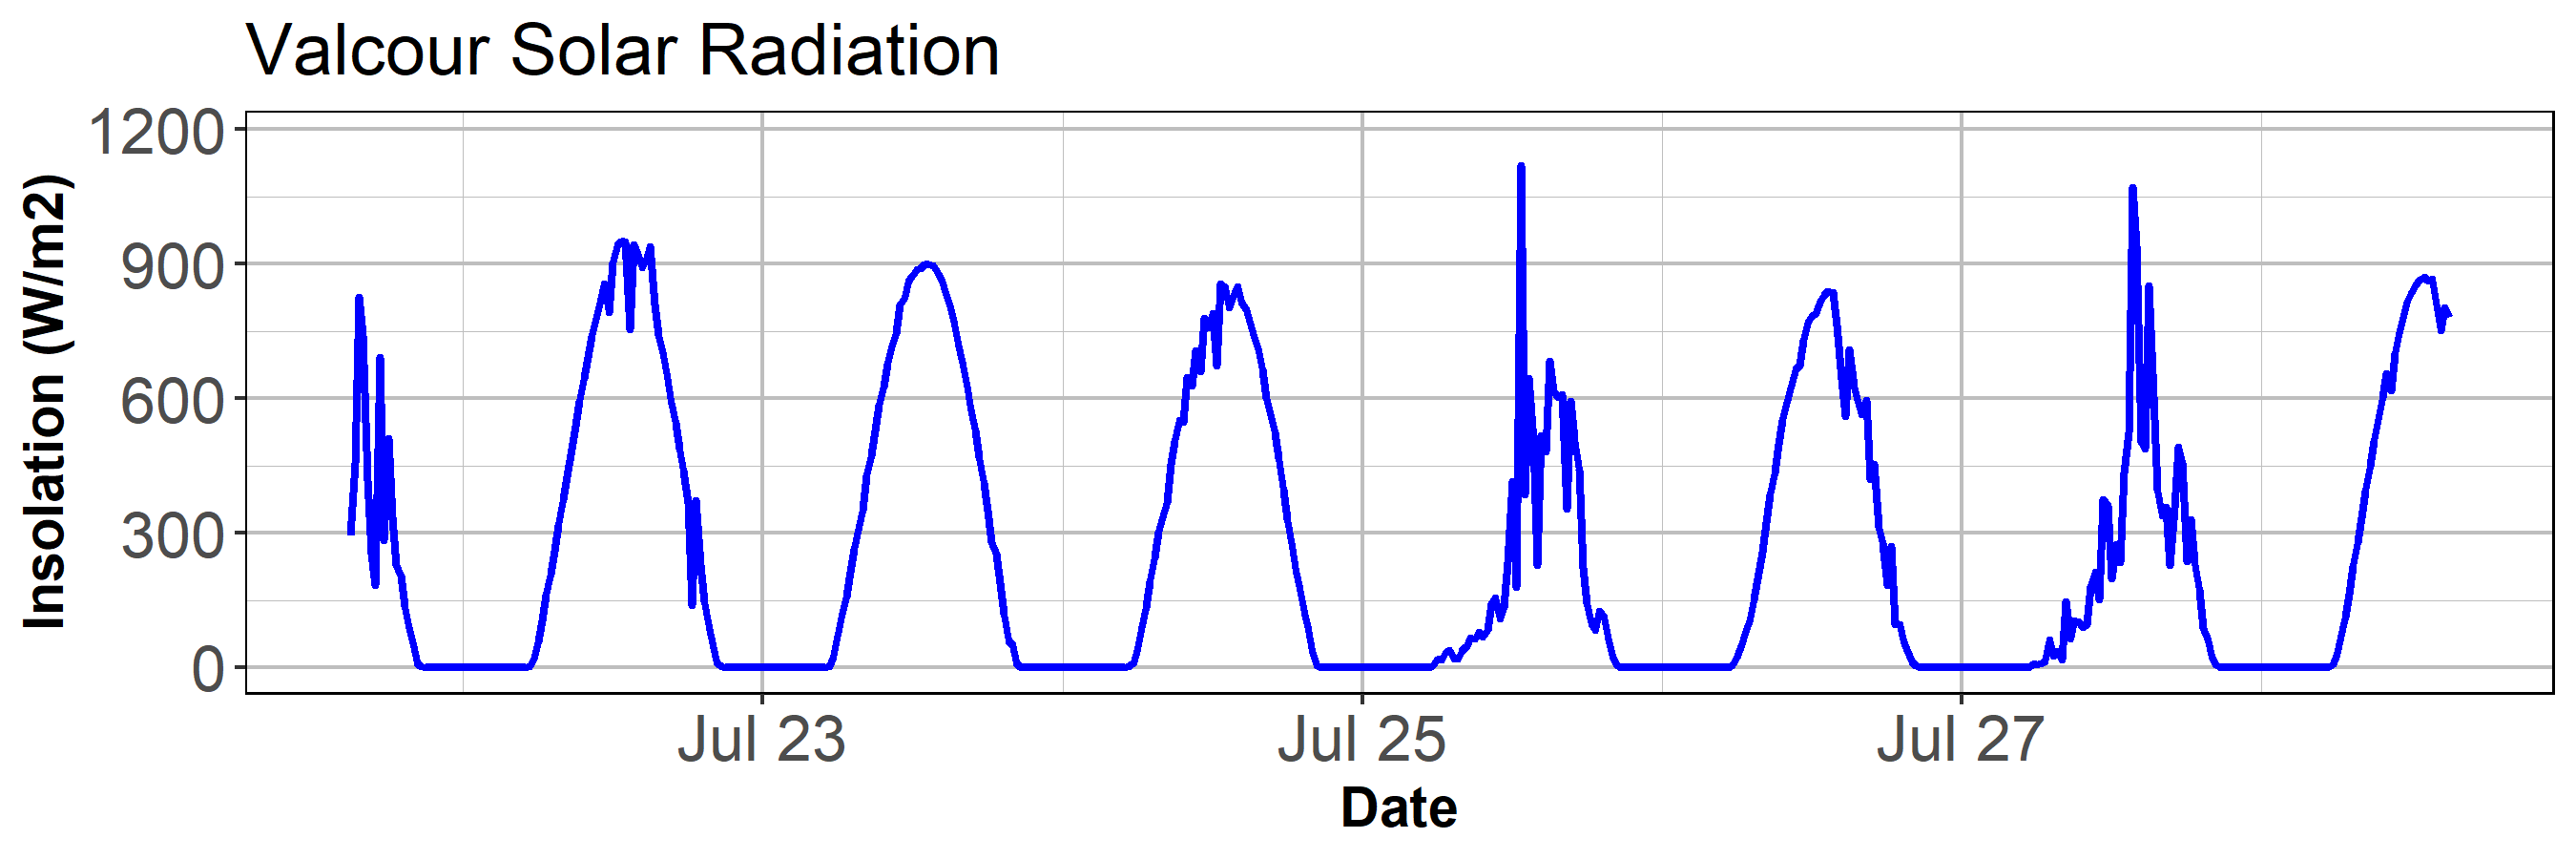 Valcour Solar Radiation
1200
900
600
300
0
Insolation (W/m2)
Jul 23 Jul 25 Jul 27
Date